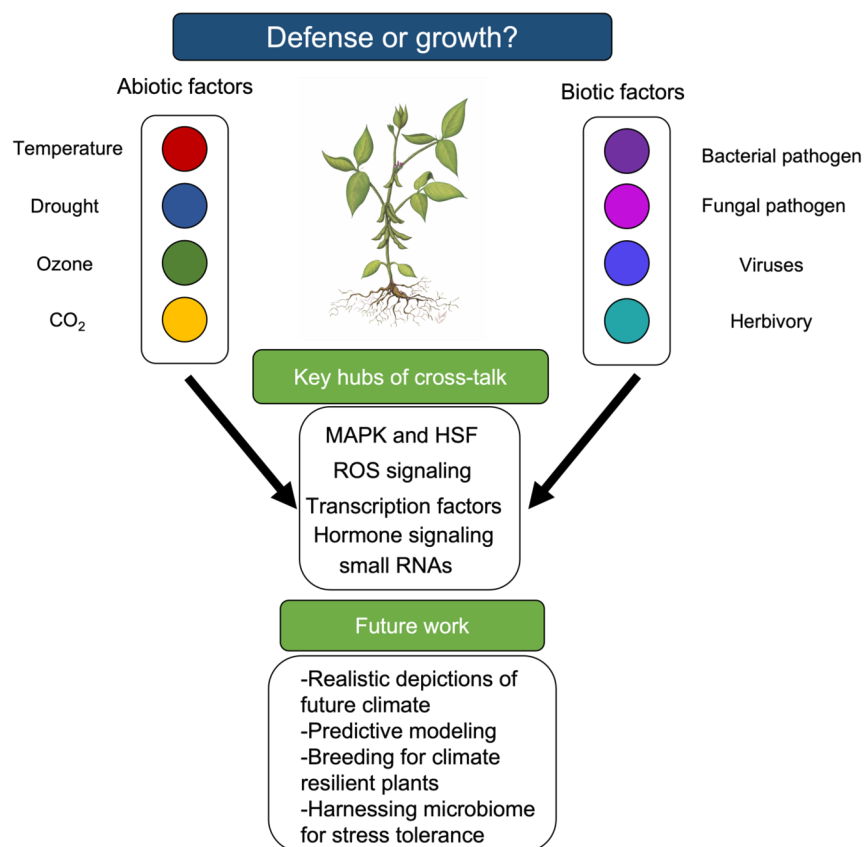 Defense or growth?
Abiotic factors
Temperature
Drought
Ozone
CO₂
Biotic factors
Bacterial pathogen
Fungal pathogen
Viruses
Herbivory
Key hubs of cross-talk
MAPK and HSF
ROS signaling
Transcription factors
Hormone signaling
small RNAs
Future work
-Realistic depictions of
future climate
-Predictive modeling
-Breeding for climate
resilient plants
-Harnessing microbiome
for stress tolerance